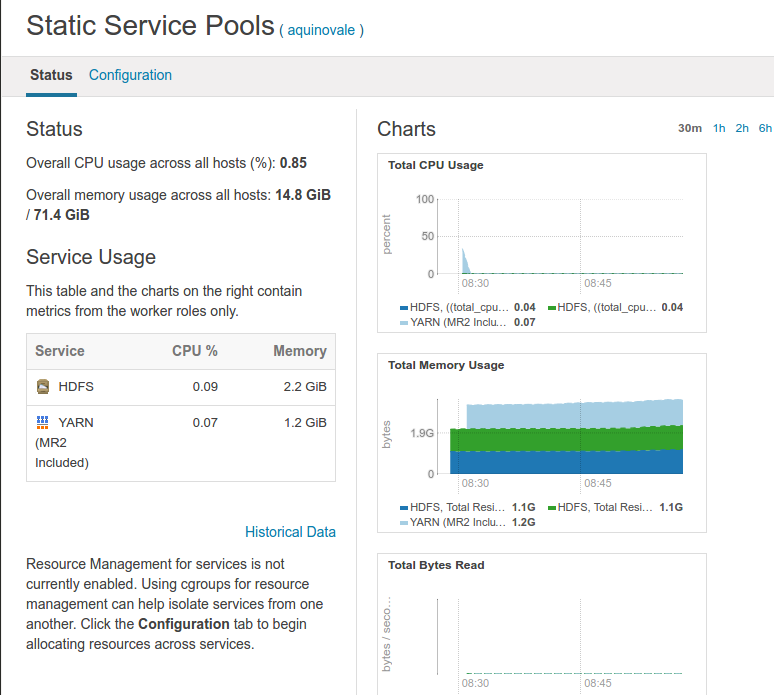 Static Service Pools ( aquinovale )
Status Configuration
Status
Overall CPU usage across all hosts (%): 0.85
Overall memory usage across all hosts: 14.8 GiB
/ 71.4 GiB
Service Usage
This table and the charts on the right contain
metrics from the worker roles only.
Service CPU % Memory
HDFS 0.09 2.2 GiB
YARN 0.07 1.2 GiB
(MR2
Included)
Historical Data
Resource Management for services is not
currently enabled. Using cgroups for resource
management can help isolate services from one
another. Click the Configuration tab to begin
allocating resources across services.
Charts
30m 1h 2h 6h
Total CPU Usage
percent
100
50
0
08:30 08:45
HDFS, ((total_cpu... 0.04 HDFS, ((total_cpu... 0.04
YARN (MR2 Inclu... 0.07
Total Memory Usage
bytes
1.9G
0
08:30 08:45
HDFS, Total Resi... 1.1G HDFS, Total Resi... 1.1G
YARN (MR2 Inclu... 1.2G
Total Bytes Read
bytes / seco...
08:30 08:45